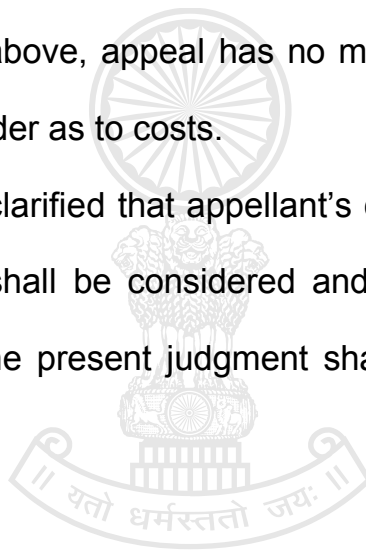 above, appeal has no m
der as to costs.
clarified that appellant’s
shall be considered and
ne present judgment sha
यतो धर्मस्ततो जयः